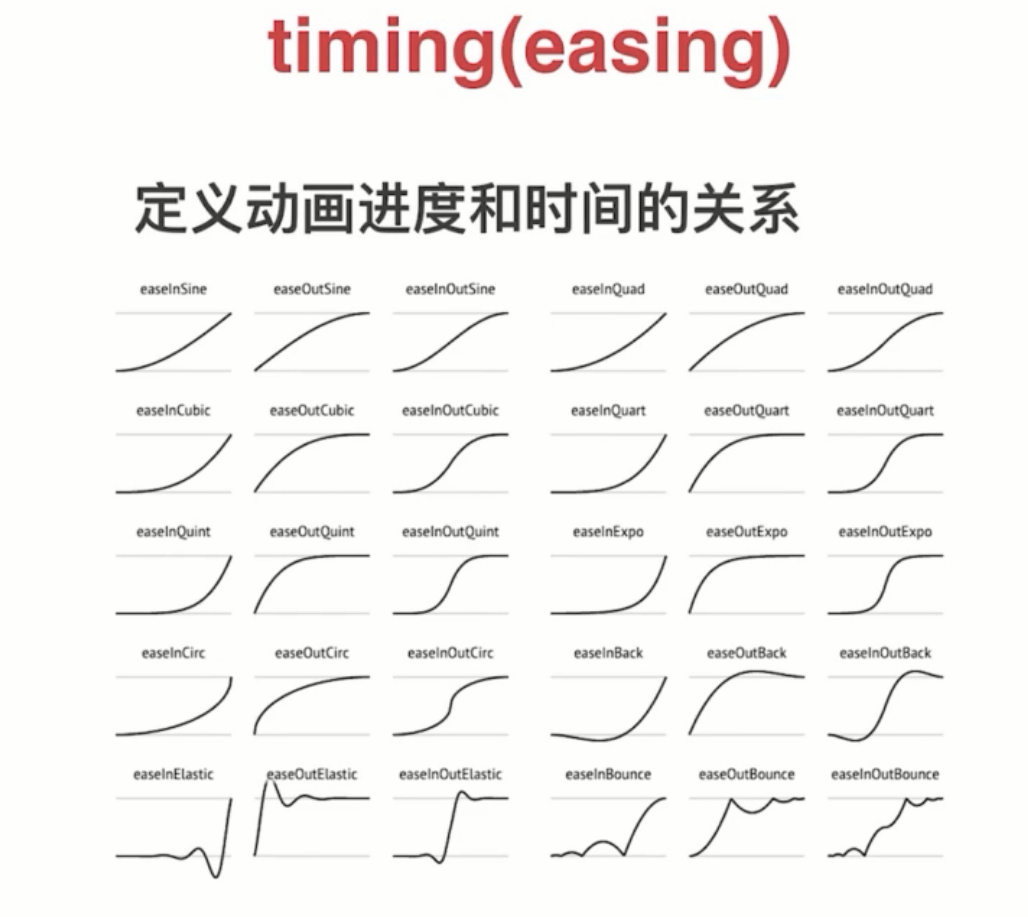 timing(easing)
定义动画进度和时间的关系
easeInSine easeOutSine easeInOutSine easeInQuad easeOutQuad easeInOutQuad
easeInCubic easeOutCubic easeInOutCubic easeInQuart easeOutQuart easeInOutQuart
easeInQuint easeOutQuint easeInOutQuint easeInExpo easeOutExpo easeInOutExpo
easeInCirc easeOutCirc easeInOutCirc easeInBack easeOutBack easeInOutBack
easeInElastic easeOutElastic easeInOutElastic easeInBounce easeOutBounce easeInOutBounce